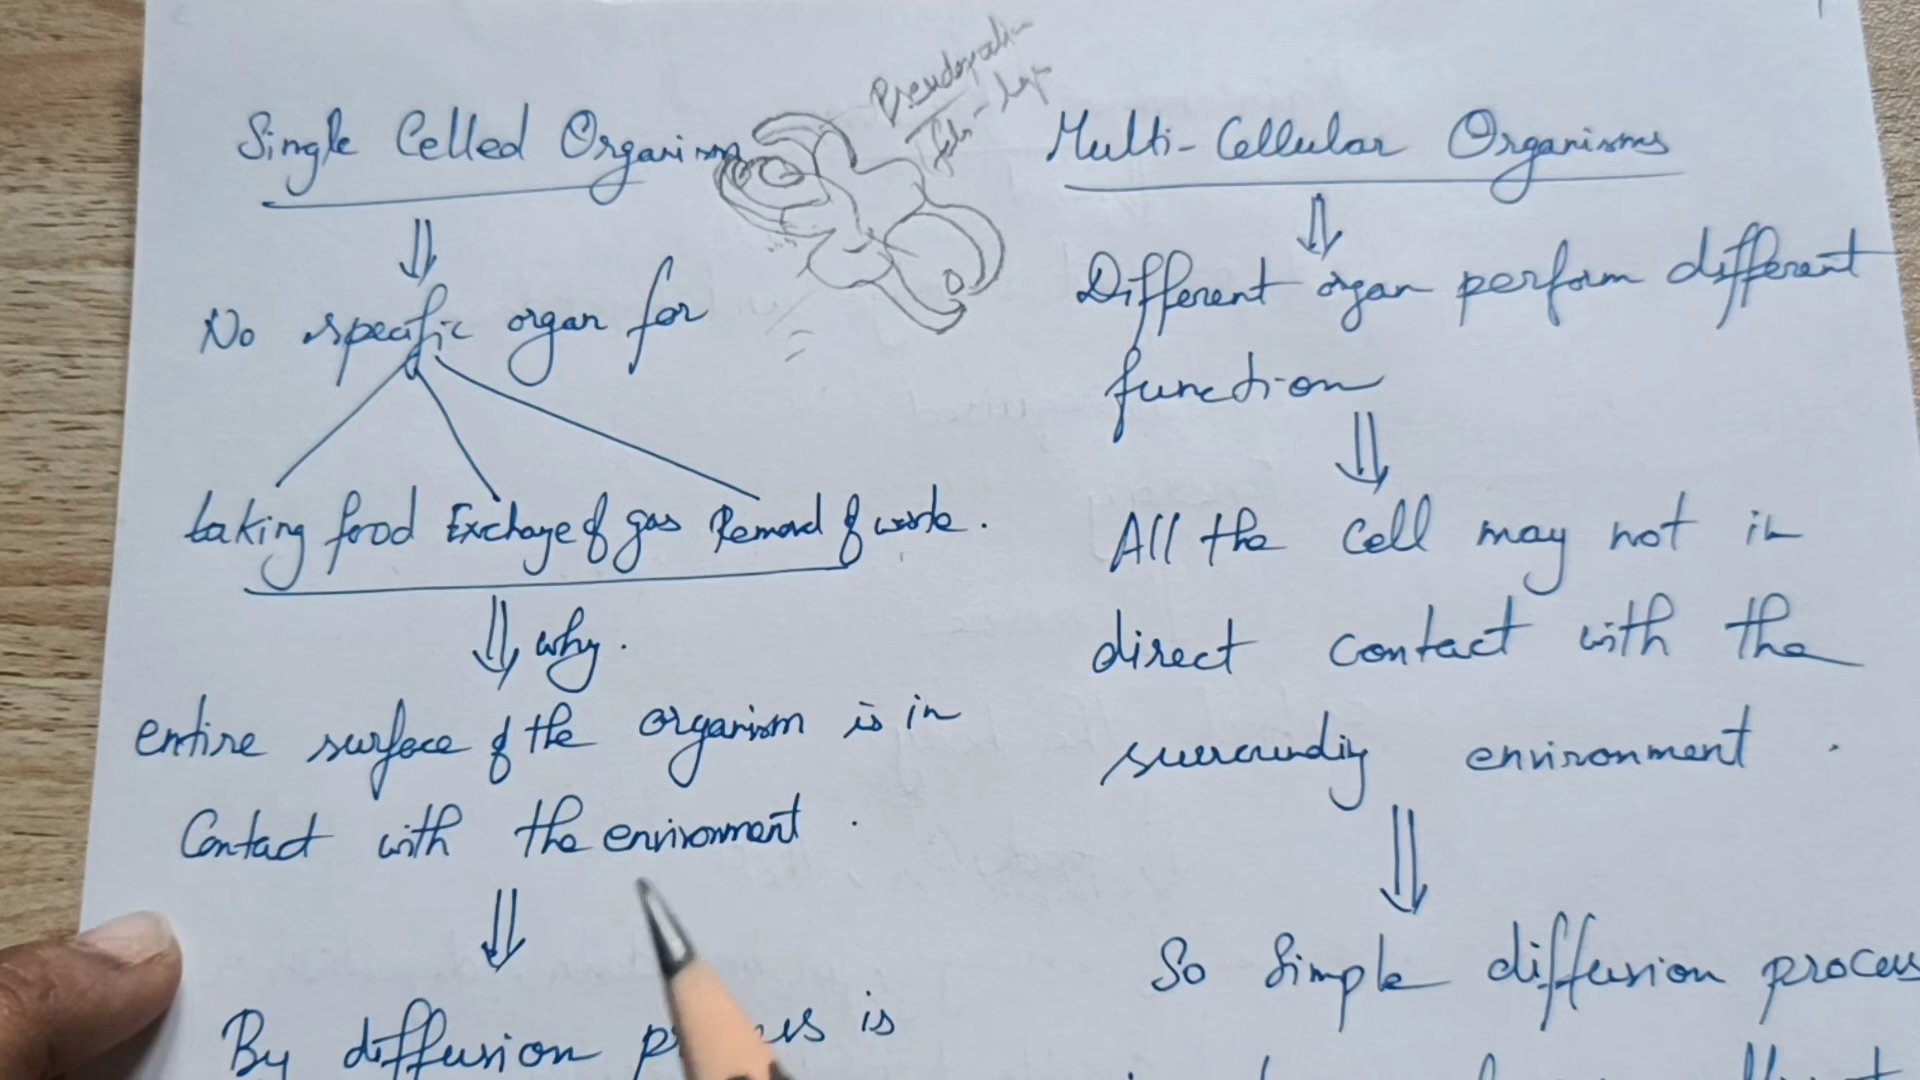 Pseudopodia
Single Celled Organism
No specific organ for
taking food Exchange of gas Removal of waste.
why.
entire surface of the organism is in
Contact with the environment.
By diffusion is
Multi-Cellular Organisms
Different organ perform different
function
All the cell may not in
direct contact with the
surrounding environment.
So Simple diffusion process